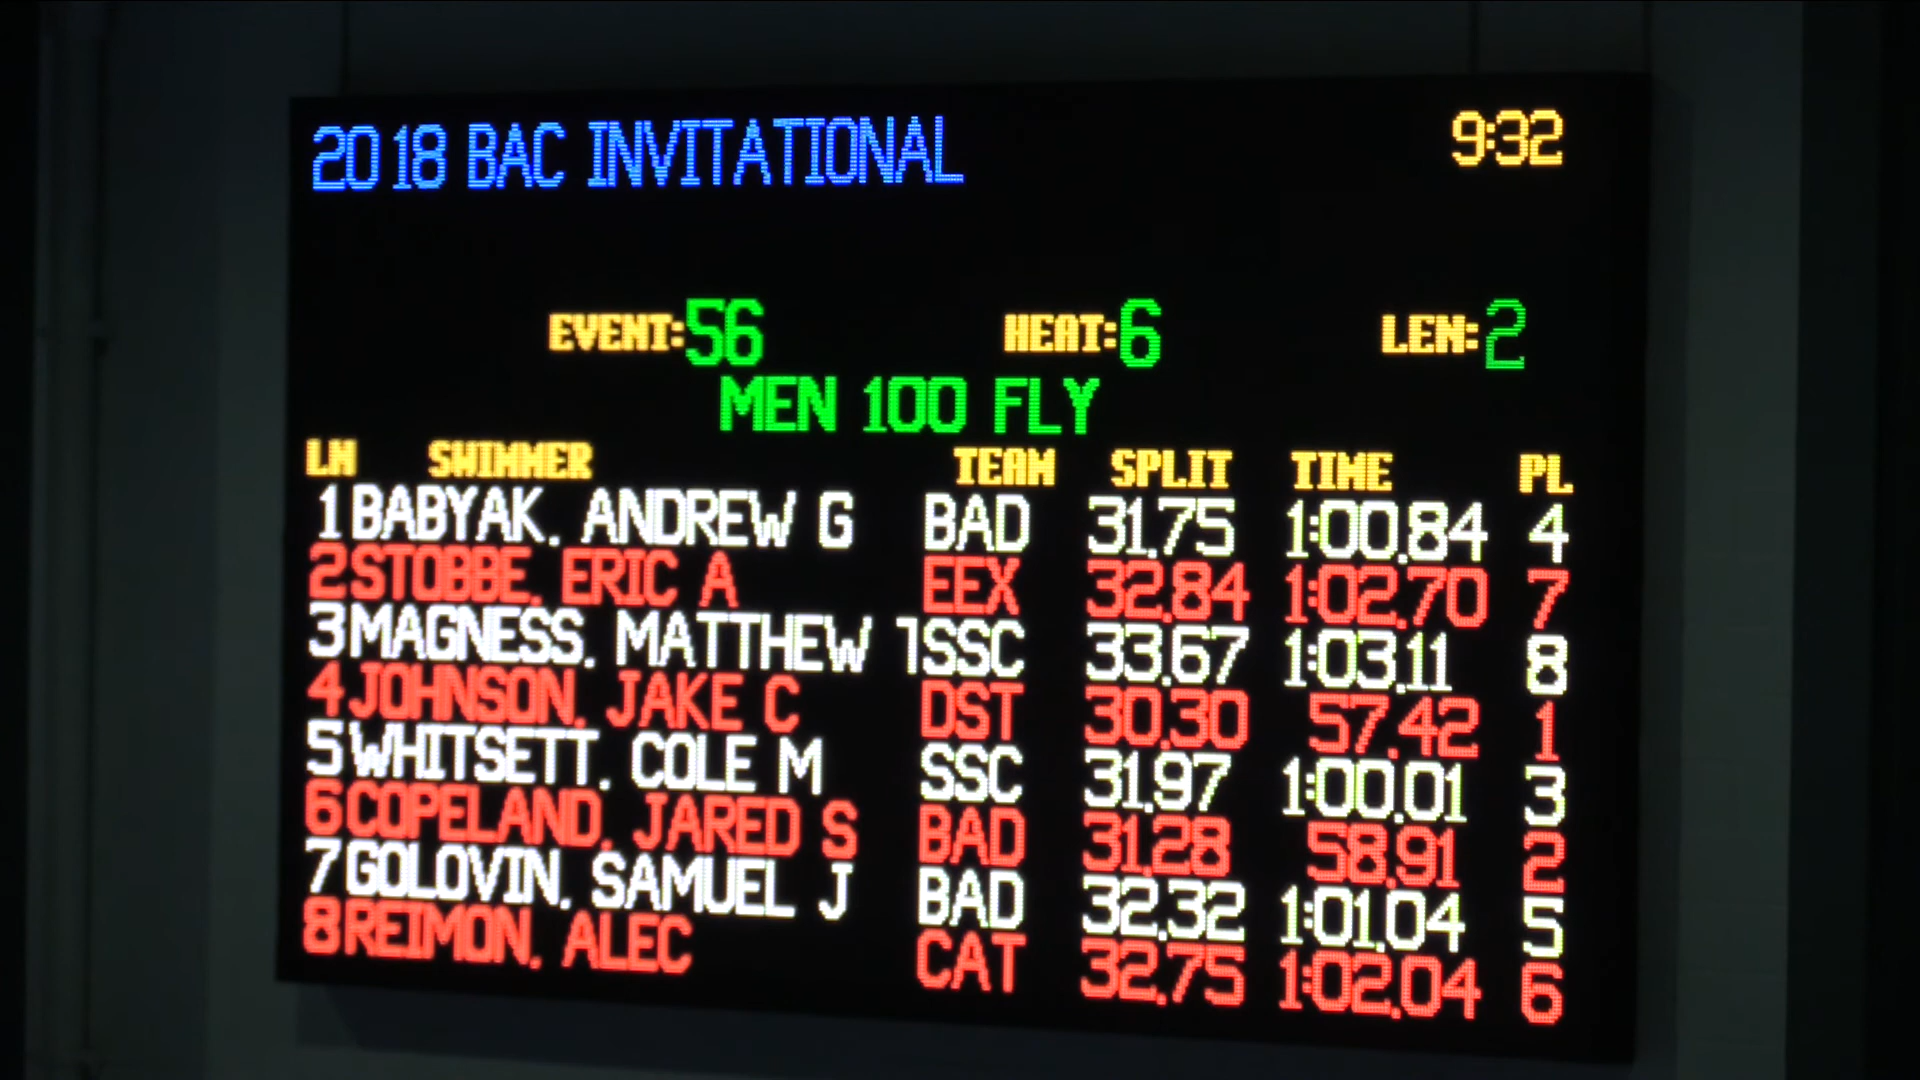 2018 BAC INVITATIONAL 9:32
EVENT:56 HEAT:6 LEN:2
MEN 100 FLY
LN SWIMMER TEAM SPLIT TIME PL
1 BABYAK, ANDREW G BAD 31.75 1:00.84 4
2 STOBBE, ERIC A EEX 32.84 1:02.70 7
3 MAGNESS, MATTHEW T SSC 33.67 1:03.11 8
4 JOHNSON, JAKE C DST 30.30 57.42 1
5 WHITSETT, COLE M SSC 31.97 1:00.01 3
6 COPELAND, JARED S BAD 31.28 58.91 2
7 GOLOVIN, SAMUEL J BAD 32.32 1:01.04 5
8 REIMON, ALEC CAT 32.75 1:02.04 6